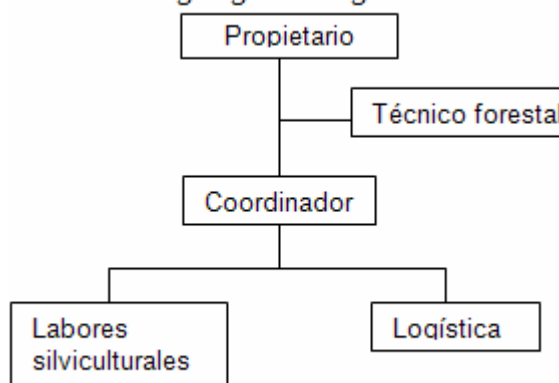 Propietario
Técnico forestal
Coordinador
Labores
silviculturales
Logística